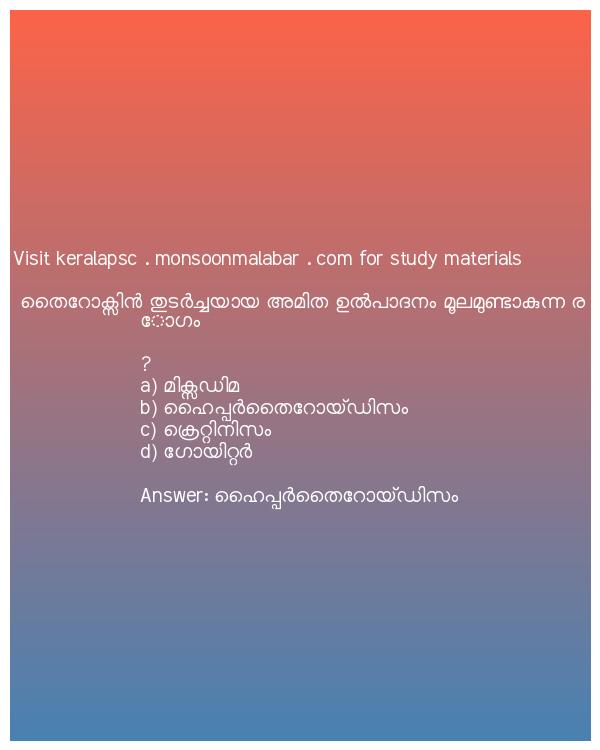 Visit keralapsc . monsoonmalabar . com for study materials
തൈറോക്സിൻ തുടർച്ചയായ അമിത ഉൽപാദനം മൂലമുണ്ടാകുന്ന ര
ോഗം
?
a) മിക്സഡിമ
b) ഹൈപ്പർതൈറോയ്ഡിസം
c) ക്രെറ്റിനിസം
d) ഗോയിറ്റർ
Answer: ഹൈപ്പർതൈറോയ്ഡിസം